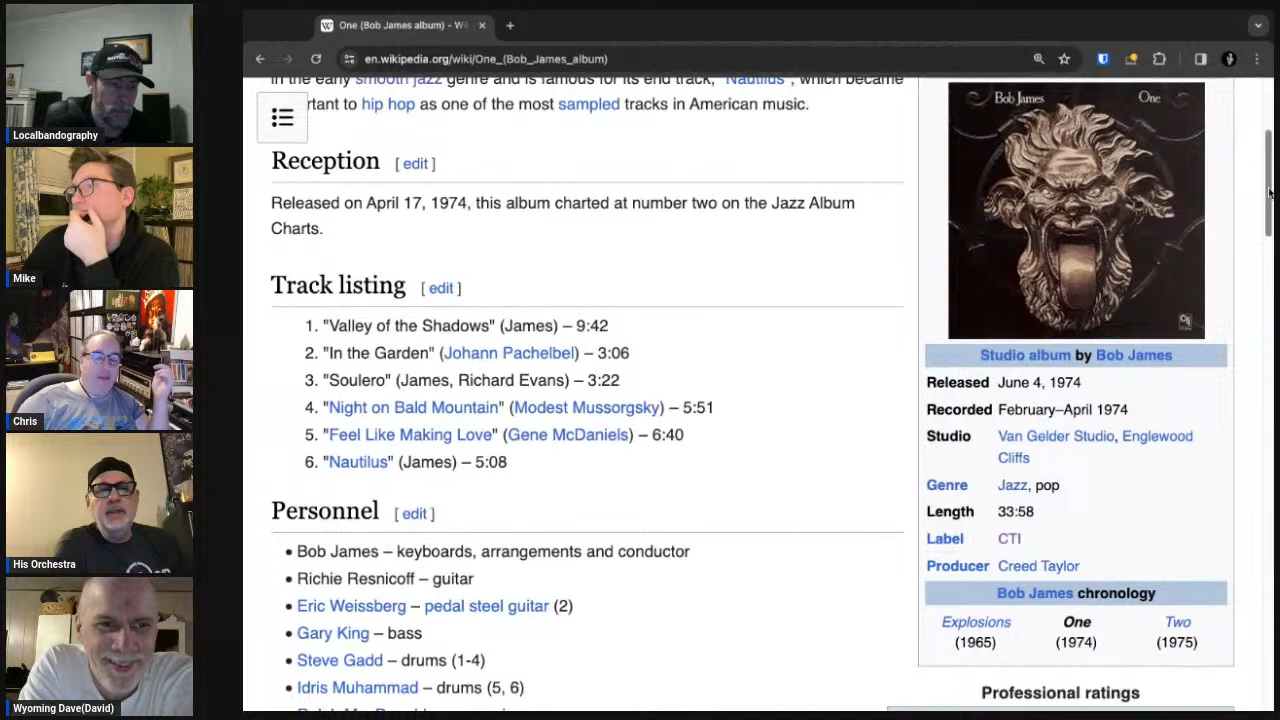 Localbandography
Mike
Chris
His Orchestra
Wyoming Dave(David)
One (Bob James album) - Wi
en.wikipedia.org/wiki/One_(Bob_James_album)
in the early smooth jazz genre and is famous for its end track, "Nautilus", which became
rtant to hip hop as one of the most sampled tracks in American music.
Reception [ edit ]
Released on April 17, 1974, this album charted at number two on the Jazz Album
Charts.
Track listing [ edit ]
1. "Valley of the Shadows" (James) – 9:42
2. "In the Garden" (Johann Pachelbel) – 3:06
3. "Soulero" (James, Richard Evans) – 3:22
4. "Night on Bald Mountain" (Modest Mussorgsky) – 5:51
5. "Feel Like Making Love" (Gene McDaniels) – 6:40
6. "Nautilus" (James) – 5:08
Personnel [ edit ]
• Bob James – keyboards, arrangements and conductor
• Richie Resnicoff – guitar
• Eric Weissberg – pedal steel guitar (2)
• Gary King – bass
• Steve Gadd – drums (1-4)
• Idris Muhammad – drums (5, 6)
Bob James One
Studio album by Bob James
Released June 4, 1974
Recorded February–April 1974
Studio Van Gelder Studio, Englewood
Cliffs
Genre Jazz, pop
Length 33:58
Label CTI
Producer Creed Taylor
Bob James chronology
Explosions One Two
(1965) (1974) (1975)
Professional ratings